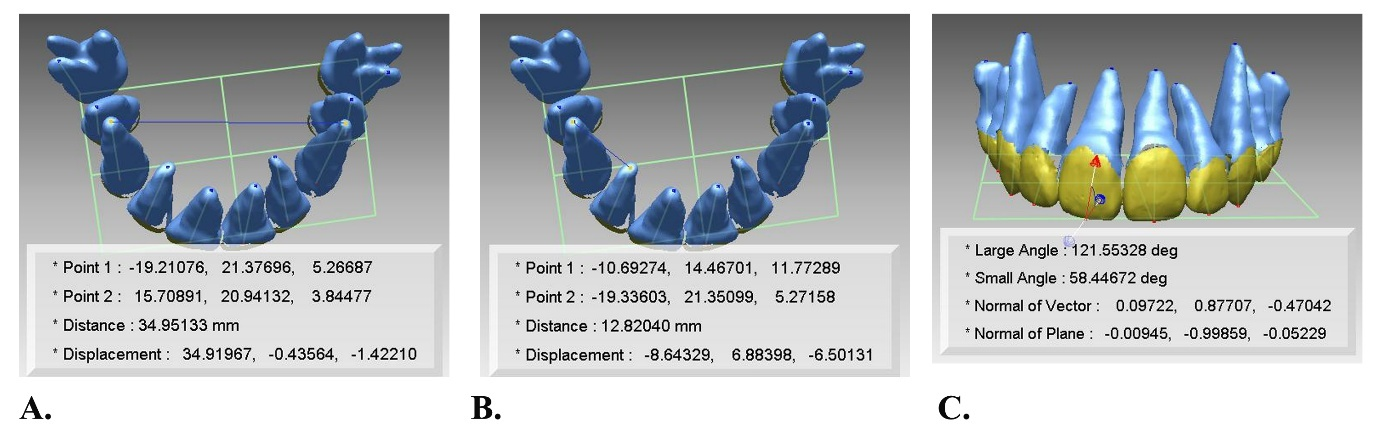 * Point 1 : -19.21076, 21.37696, 5.26687
* Point 2 : 15.70891, 20.94132, 3.84477
* Distance : 34.95133 mm
* Displacement : 34.91967, -0.43564, -1.42210
A.
* Point 1 : -10.69274, 14.46701, 11.77289
* Point 2 : -19.33603, 21.35099, 5.27158
* Distance : 12.82040 mm
* Displacement : -8.64329, 6.88398, -6.50131
B.
* Large Angle : 121.55328 deg
* Small Angle : 58.44672 deg
* Normal of Vector : 0.09722, 0.87707, -0.47042
* Normal of Plane : -0.00945, -0.99859, -0.05229
C.